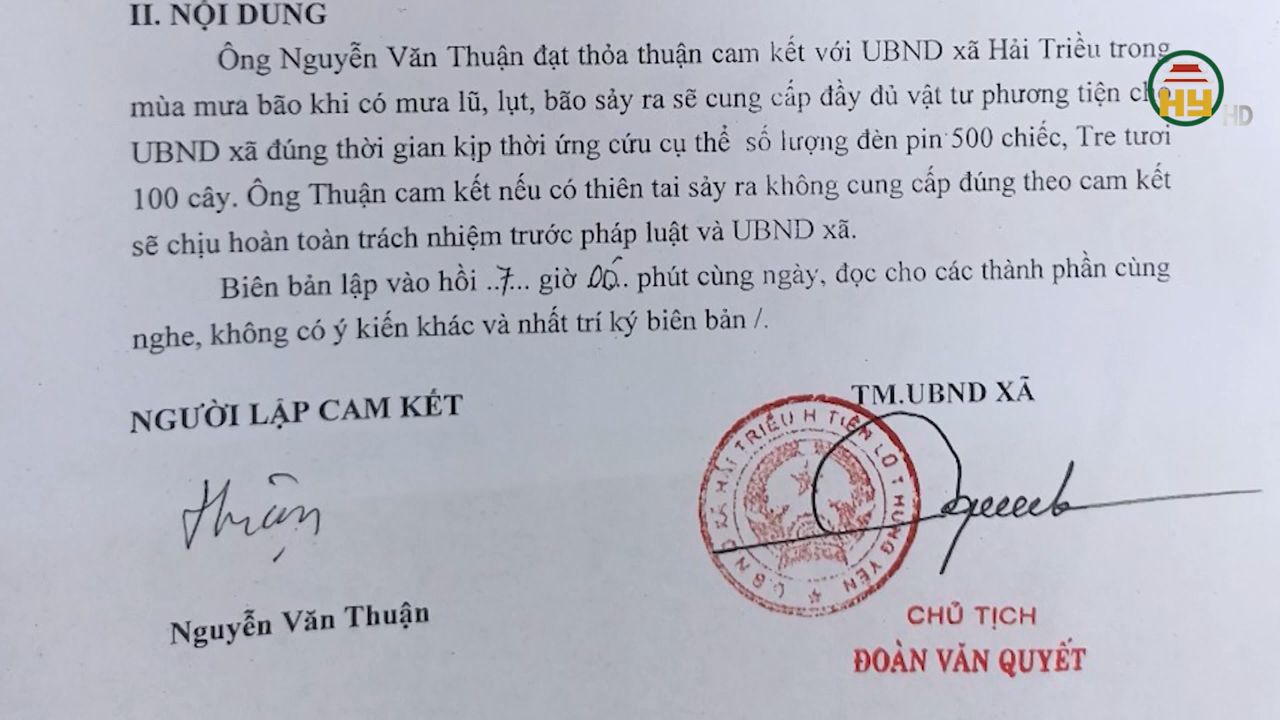 II. NỘI DUNG
Ông Nguyễn Văn Thuận đạt thỏa thuận cam kết với UBND xã Hải Triều trong
mùa mưa bão khi có mưa lũ, lụt, bão sảy ra sẽ cung cấp đầy đủ vật tư phương tiện cho
UBND xã đúng thời gian kịp thời ứng cứu cụ thể số lượng đèn pin 500 chiếc, Tre tươi
100 cây. Ông Thuận cam kết nếu có thiên tai sảy ra không cung cấp đúng theo cam kết
sẽ chịu hoàn toàn trách nhiệm trước pháp luật và UBND xã.
Biên bản lập vào hồi ..7... giờ 00.. phút cùng ngày, đọc cho các thành phần cùng
nghe, không có ý kiến khác và nhất trí ký biên bản /.
NGƯỜI LẬP CAM KẾT
TM.UBND XÃ
U.B.N.D XÃ HẢI TRIỀU H TIÊN LỮ T HƯNG YÊN
Thuận
Nguyễn Văn Thuận
CHỦ TỊCH
ĐOÀN VĂN QUYẾT
HY HD